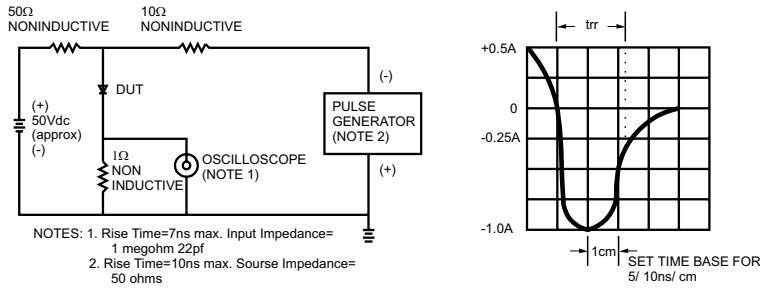 50Ω
NONINDUCTIVE
10Ω
NONINDUCTIVE
DUT
(+)
50Vdc
(approx)
(-)
1Ω
NON
INDUCTIVE
OSCILLOSCOPE
(NOTE 1)
(-)
PULSE
GENERATOR
(NOTE 2)
(+)
NOTES: 1. Rise Time=7ns max. Input Impedance=
1 megohm 22pf
2. Rise Time=10ns max. Sourse Impedance=
50 ohms
trr
+0.5A
0
-0.25A
-1.0A
1cm
SET TIME BASE FOR
5/ 10ns/ cm